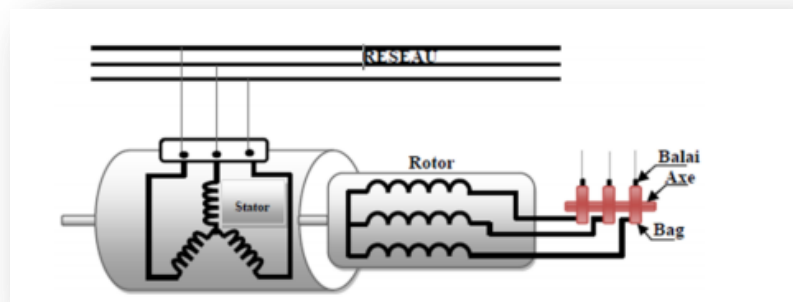 RESEAU
Rotor
Balai
Axe
Stator
Bag